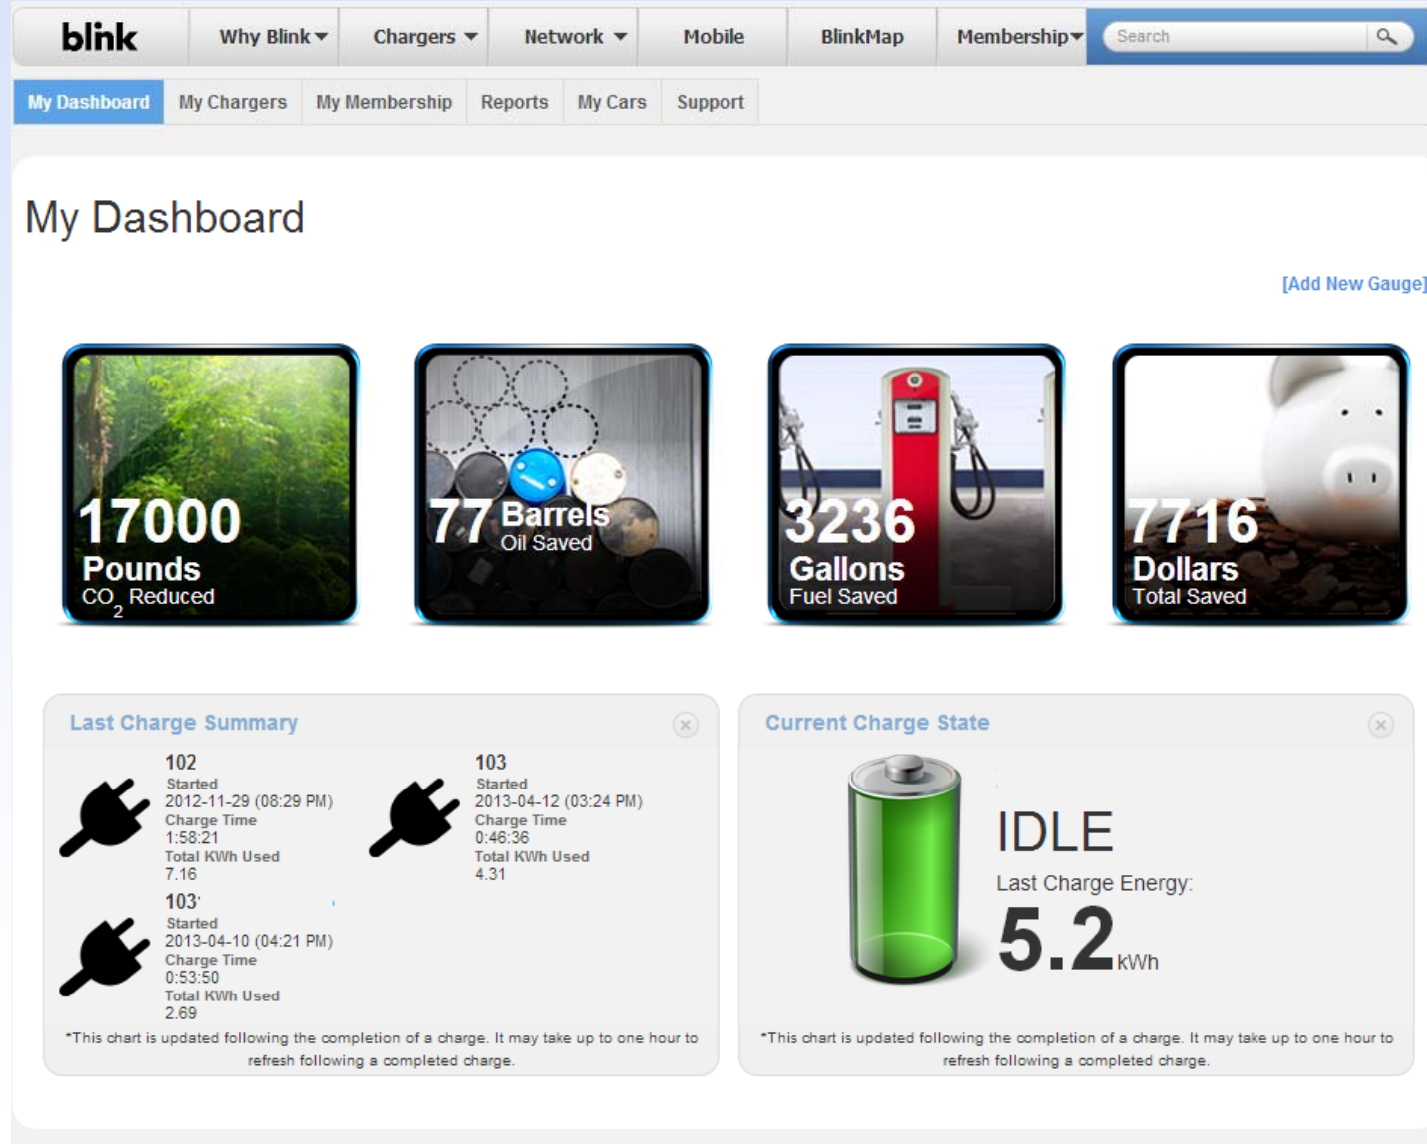 blink
Why Blink
Chargers
Network
Mobile
BlinkMap
Membership
Search
My Dashboard
My Chargers
My Membership
Reports
My Cars
Support
My Dashboard
[Add New Gauge]
17000
Pounds
CO2 Reduced
77 Barrels
Oil Saved
3236
Gallons
Fuel Saved
7716
Dollars
Total Saved
Last Charge Summary
102
Started
2012-11-29 (08:29 PM)
Charge Time
1:58:21
Total KWh Used
7.16
103
Started
2013-04-12 (03:24 PM)
Charge Time
0:46:36
Total KWh Used
4.31
103
Started
2013-04-10 (04:21 PM)
Charge Time
0:53:50
Total KWh Used
2.69
*This chart is updated following the completion of a charge. It may take up to one hour to
refresh following a completed charge.
Current Charge State
IDLE
Last Charge Energy:
5.2 kWh
*This chart is updated following the completion of a charge. It may take up to one hour to
refresh following a completed charge.